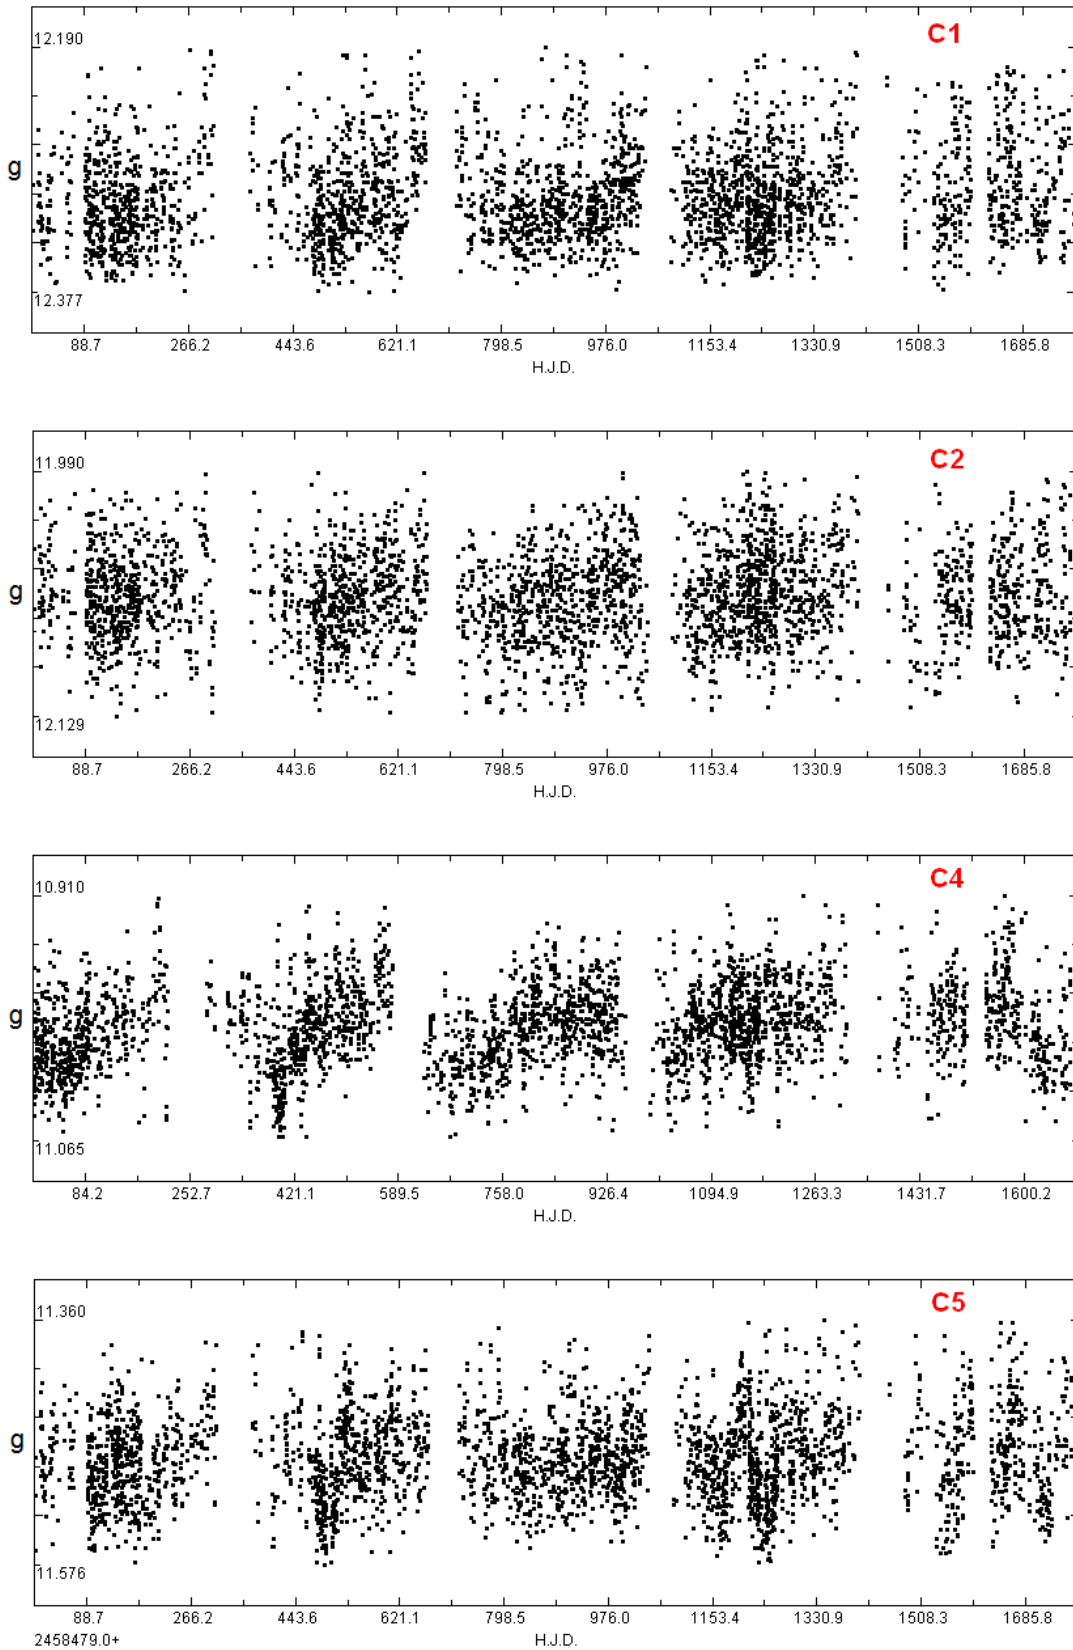 C1
12.190
g
12.377
88.7 266.2 443.6 621.1 798.5 976.0 1153.4 1330.9 1508.3 1685.8
H.J.D.
C2
11.990
g
12.129
88.7 266.2 443.6 621.1 798.5 976.0 1153.4 1330.9 1508.3 1685.8
H.J.D.
C4
10.910
g
11.065
84.2 252.7 421.1 589.5 758.0 926.4 1094.9 1263.3 1431.7 1600.2
H.J.D.
C5
11.360
g
11.576
88.7 266.2 443.6 621.1 798.5 976.0 1153.4 1330.9 1508.3 1685.8
2458479.0+ H.J.D.